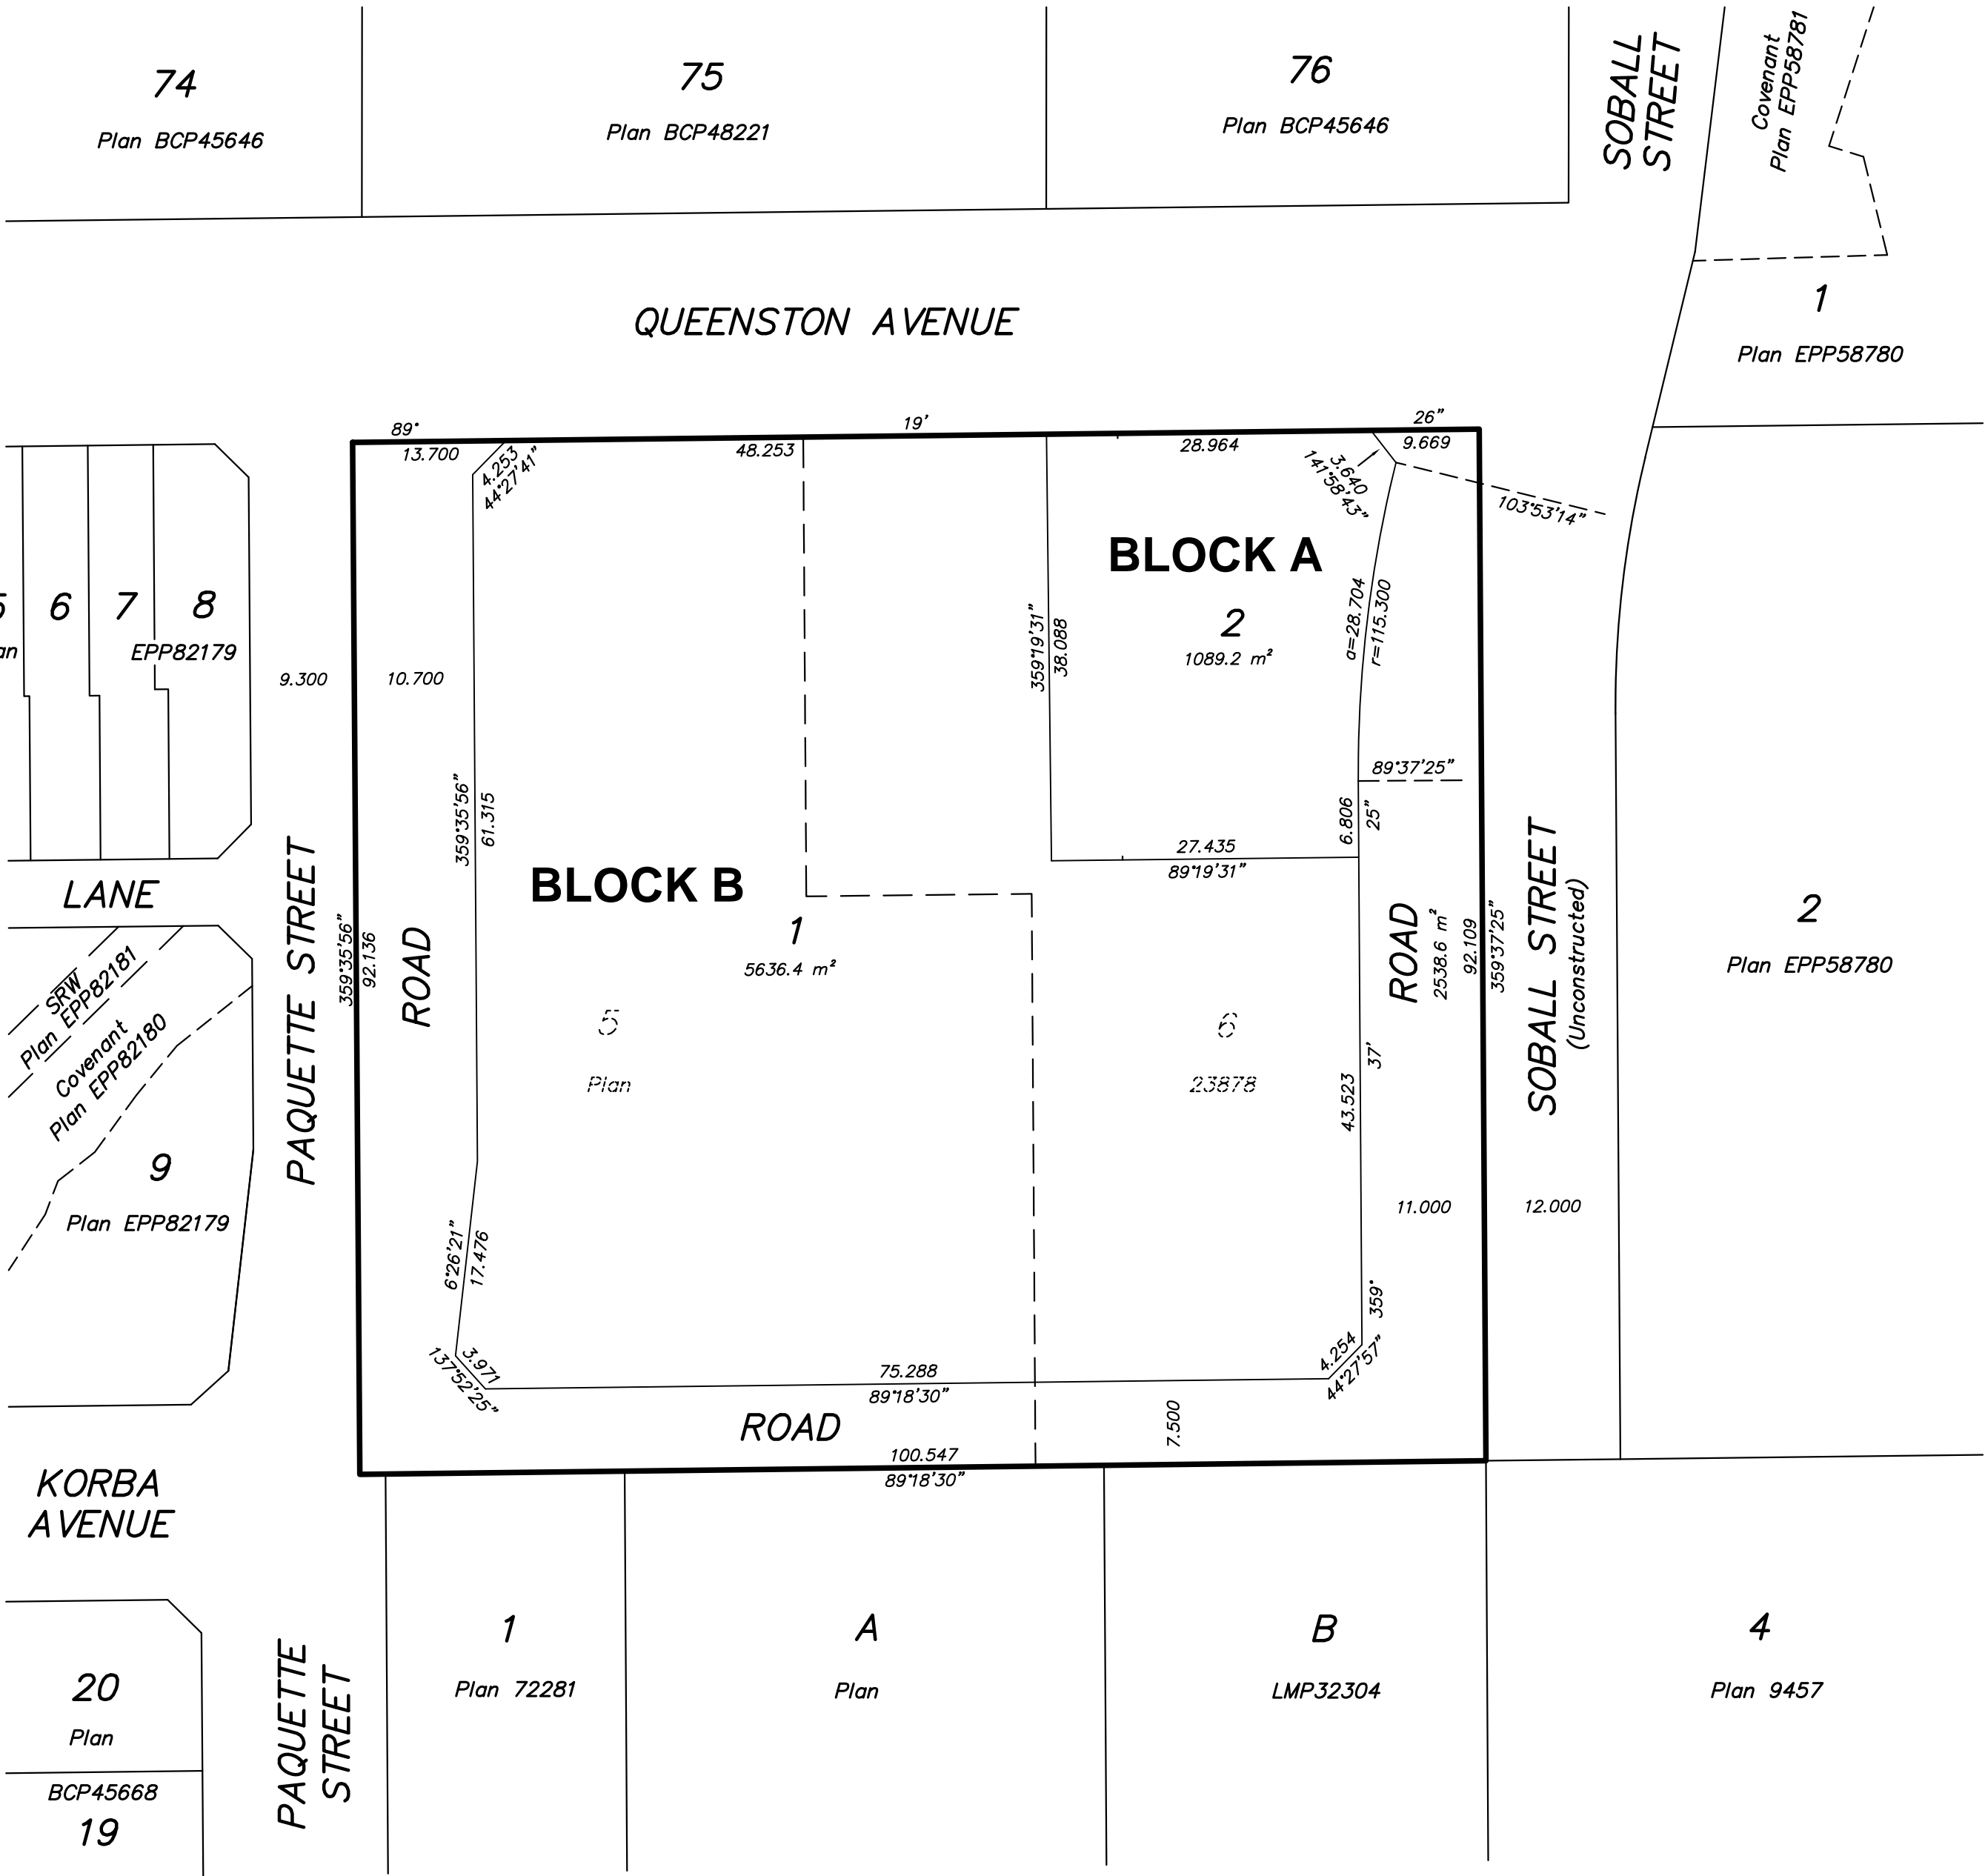 74
Plan BCP45646
75
Plan BCP48221
76
Plan BCP45646
SOBALL
STREET
Covenant
Plan EPP58781
1
Plan EPP58780
QUEENSTON AVENUE
89°
19'
26"
13.700
48.253
28.964
9.669
4.253
44°27'41"
3.640
141°58'43"
103°53'14"
BLOCK A
2
1089.2 m²
359°19'31"
38.088
a=28.704
r=115.300
6
7
8
EPP82179
9.300
10.700
359°35'56"
61.315
89°37'25"
6.806
25"
27.435
89°19'31"
BLOCK B
1
5636.4 m²
LANE
PAQUETTE STREET
359°35'56"
92.136
ROAD
ROAD
2538.6 m²
92.109
359°37'25"
SOBALL STREET
(Unconstructed)
2
Plan EPP58780
SRW
Plan EPP82181
Covenant
Plan EPP82180
9
Plan EPP82179
5
Plan
6
23878
37'
43.523
11.000
12.000
359°
6°26'21"
17.476
3.971
137°52'25"
75.288
89°18'30"
4.254
44°27'57"
ROAD
7.500
100.547
89°18'30"
KORBA
AVENUE
PAQUETTE
STREET
1
Plan 72281
A
Plan
B
LMP32304
4
Plan 9457
20
Plan
BCP45668
19